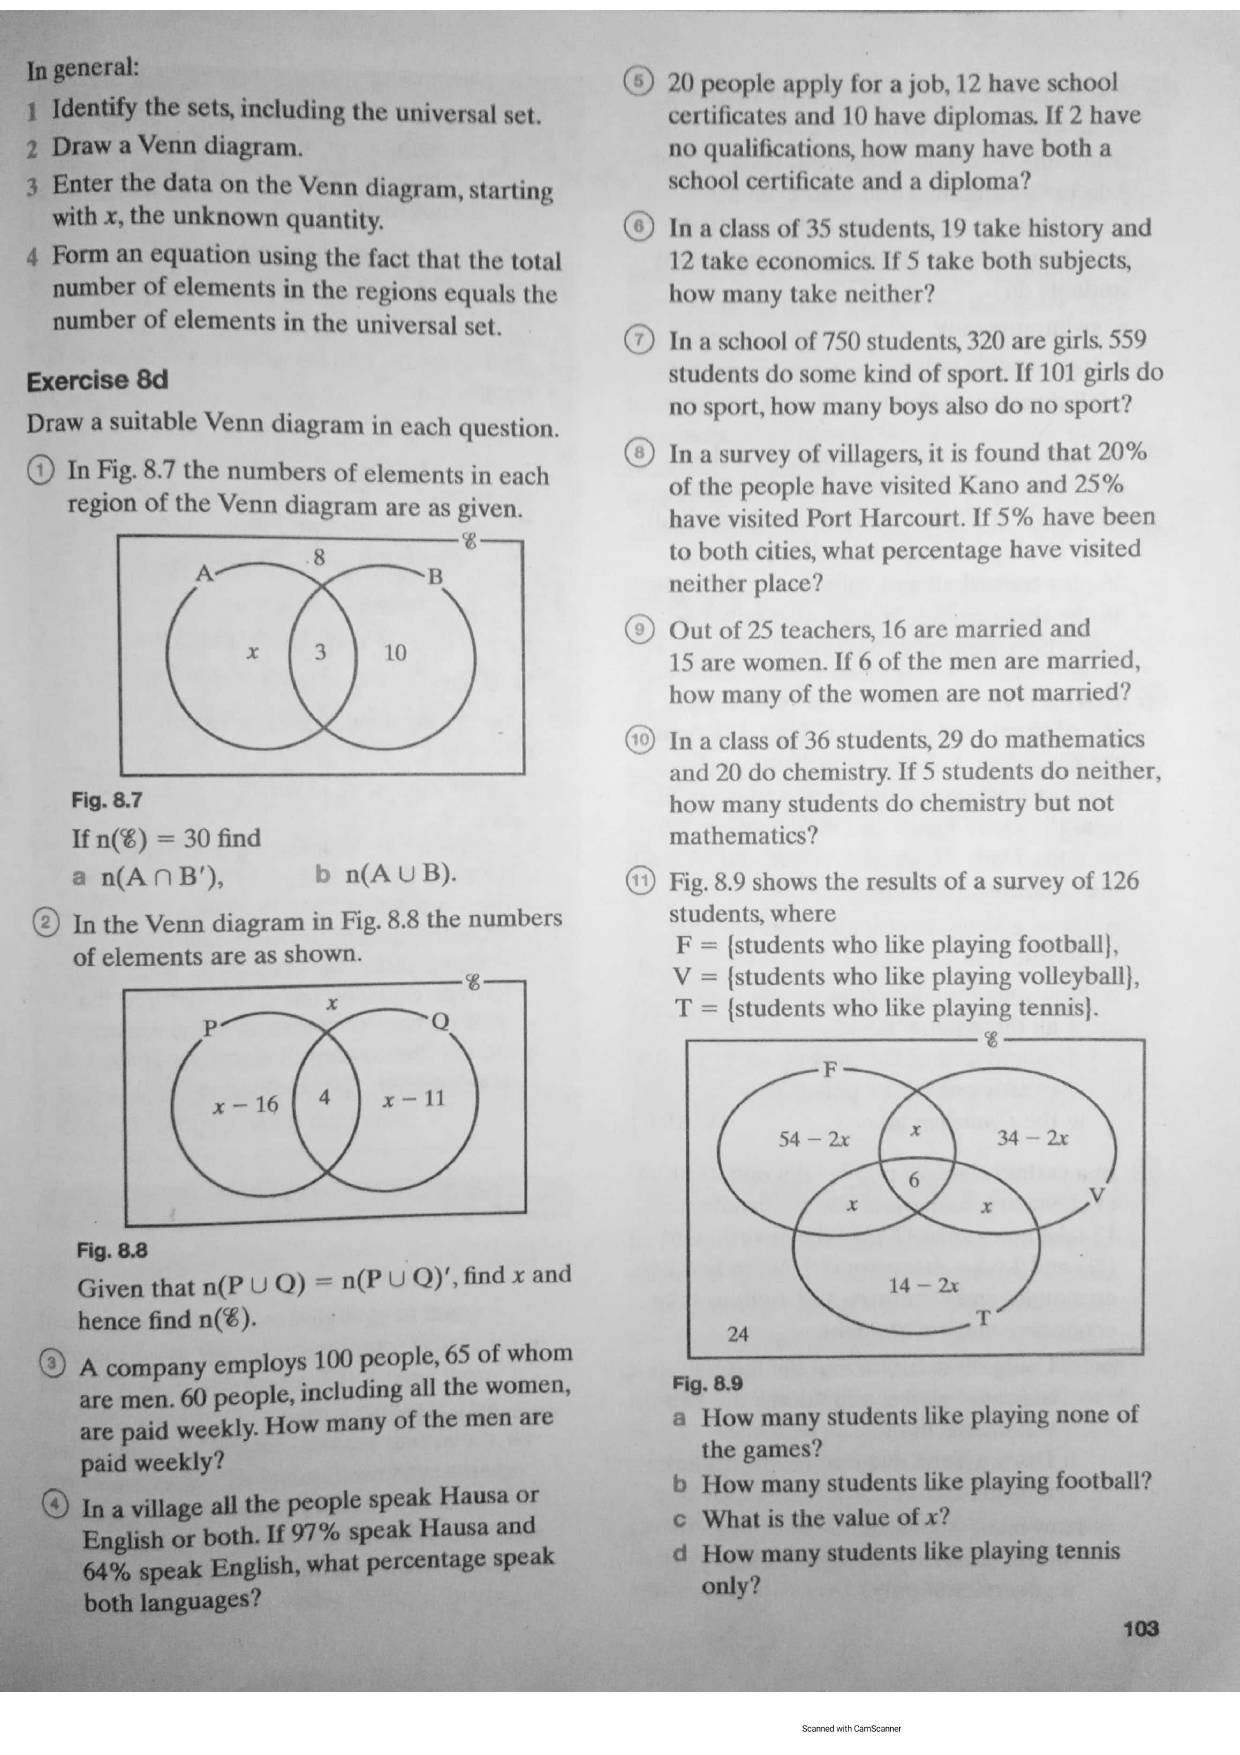 In general:
1 Identify the sets, including the universal set.
2 Draw a Venn diagram.
3 Enter the data on the Venn diagram, starting
with x, the unknown quantity.
4 Form an equation using the fact that the total
number of elements in the regions equals the
number of elements in the universal set.
Exercise 8d
Draw a suitable Venn diagram in each question.
① In Fig. 8.7 the numbers of elements in each
region of the Venn diagram are as given.
ℰ
8
A
B
x
3
10
Fig. 8.7
If n(ℰ) = 30 find
a n(A ∩ B′), b n(A ∪ B).
② In the Venn diagram in Fig. 8.8 the numbers
of elements are as shown.
ℰ
x
P
Q
x − 16
4
x − 11
Fig. 8.8
Given that n(P ∪ Q) = n(P ∪ Q)′, find x and
hence find n(ℰ).
③ A company employs 100 people, 65 of whom
are men. 60 people, including all the women,
are paid weekly. How many of the men are
paid weekly?
④ In a village all the people speak Hausa or
English or both. If 97% speak Hausa and
64% speak English, what percentage speak
both languages?
⑤ 20 people apply for a job, 12 have school
certificates and 10 have diplomas. If 2 have
no qualifications, how many have both a
school certificate and a diploma?
⑥ In a class of 35 students, 19 take history and
12 take economics. If 5 take both subjects,
how many take neither?
⑦ In a school of 750 students, 320 are girls. 559
students do some kind of sport. If 101 girls do
no sport, how many boys also do no sport?
⑧ In a survey of villagers, it is found that 20%
of the people have visited Kano and 25%
have visited Port Harcourt. If 5% have been
to both cities, what percentage have visited
neither place?
⑨ Out of 25 teachers, 16 are married and
15 are women. If 6 of the men are married,
how many of the women are not married?
⑩ In a class of 36 students, 29 do mathematics
and 20 do chemistry. If 5 students do neither,
how many students do chemistry but not
mathematics?
⑪ Fig. 8.9 shows the results of a survey of 126
students, where
F = {students who like playing football},
V = {students who like playing volleyball},
T = {students who like playing tennis}.
ℰ
F
54 − 2x
x
34 − 2x
6
x
x
V
14 − 2x
T
24
Fig. 8.9
a How many students like playing none of
the games?
b How many students like playing football?
c What is the value of x?
d How many students like playing tennis
only?
103
Scanned with CamScanner